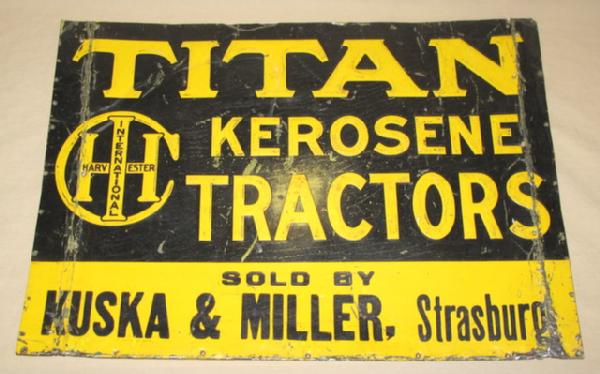 TITAN
INTERNATIONAL
HARVESTER
KEROSENE
TRACTORS
SOLD BY
KUSKA & MILLER, Strasburg